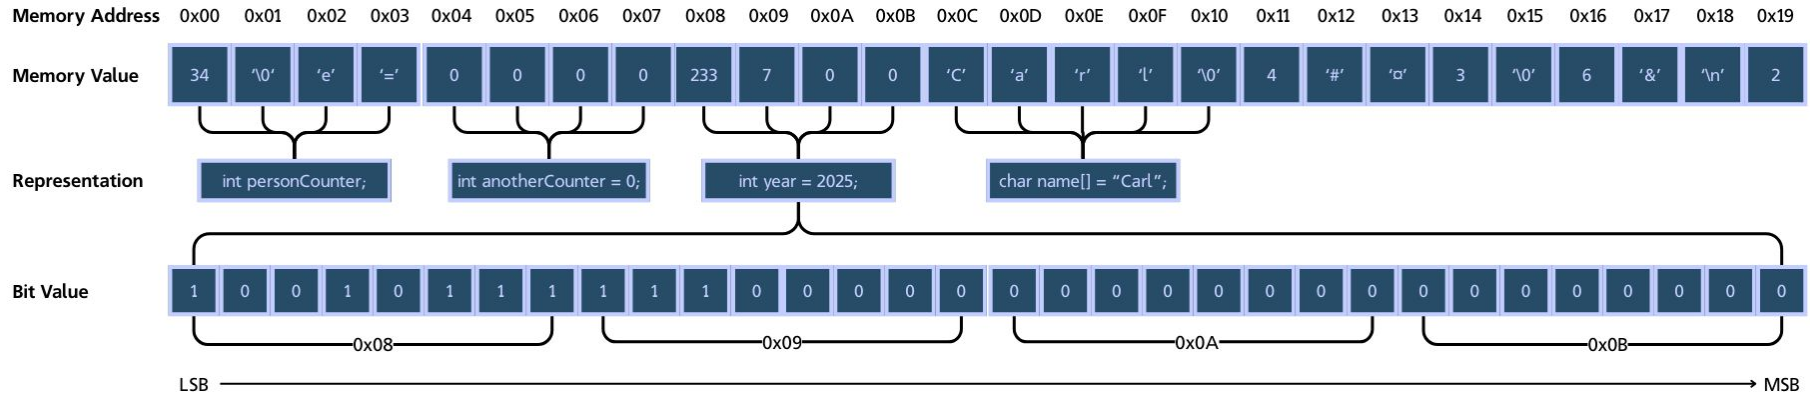 Memory Address 0x00 0x01 0x02 0x03 0x04 0x05 0x06 0x07 0x08 0x09 0x0A 0x0B 0x0C 0x0D 0x0E 0x0F 0x10 0x11 0x12 0x13 0x14 0x15 0x16 0x17 0x18 0x19
Memory Value 34 ‘\0‘ ‘e’ ‘=’ 0 0 0 0 233 7 0 0 ‘C’ ‘a’ ‘r’ ‘l’ ‘\0’ 4 ‘#’ ‘¤’ 3 ‘\0’ 6 ‘&’ ‘\n’ 2
Representation int personCounter; int anotherCounter = 0; int year = 2025; char name[] = “Carl”;
Bit Value 1 0 0 1 0 1 1 1 1 1 1 0 0 0 0 0 0 0 0 0 0 0 0 0 0 0 0 0 0 0 0 0
0x08 0x09 0x0A 0x0B
LSB MSB